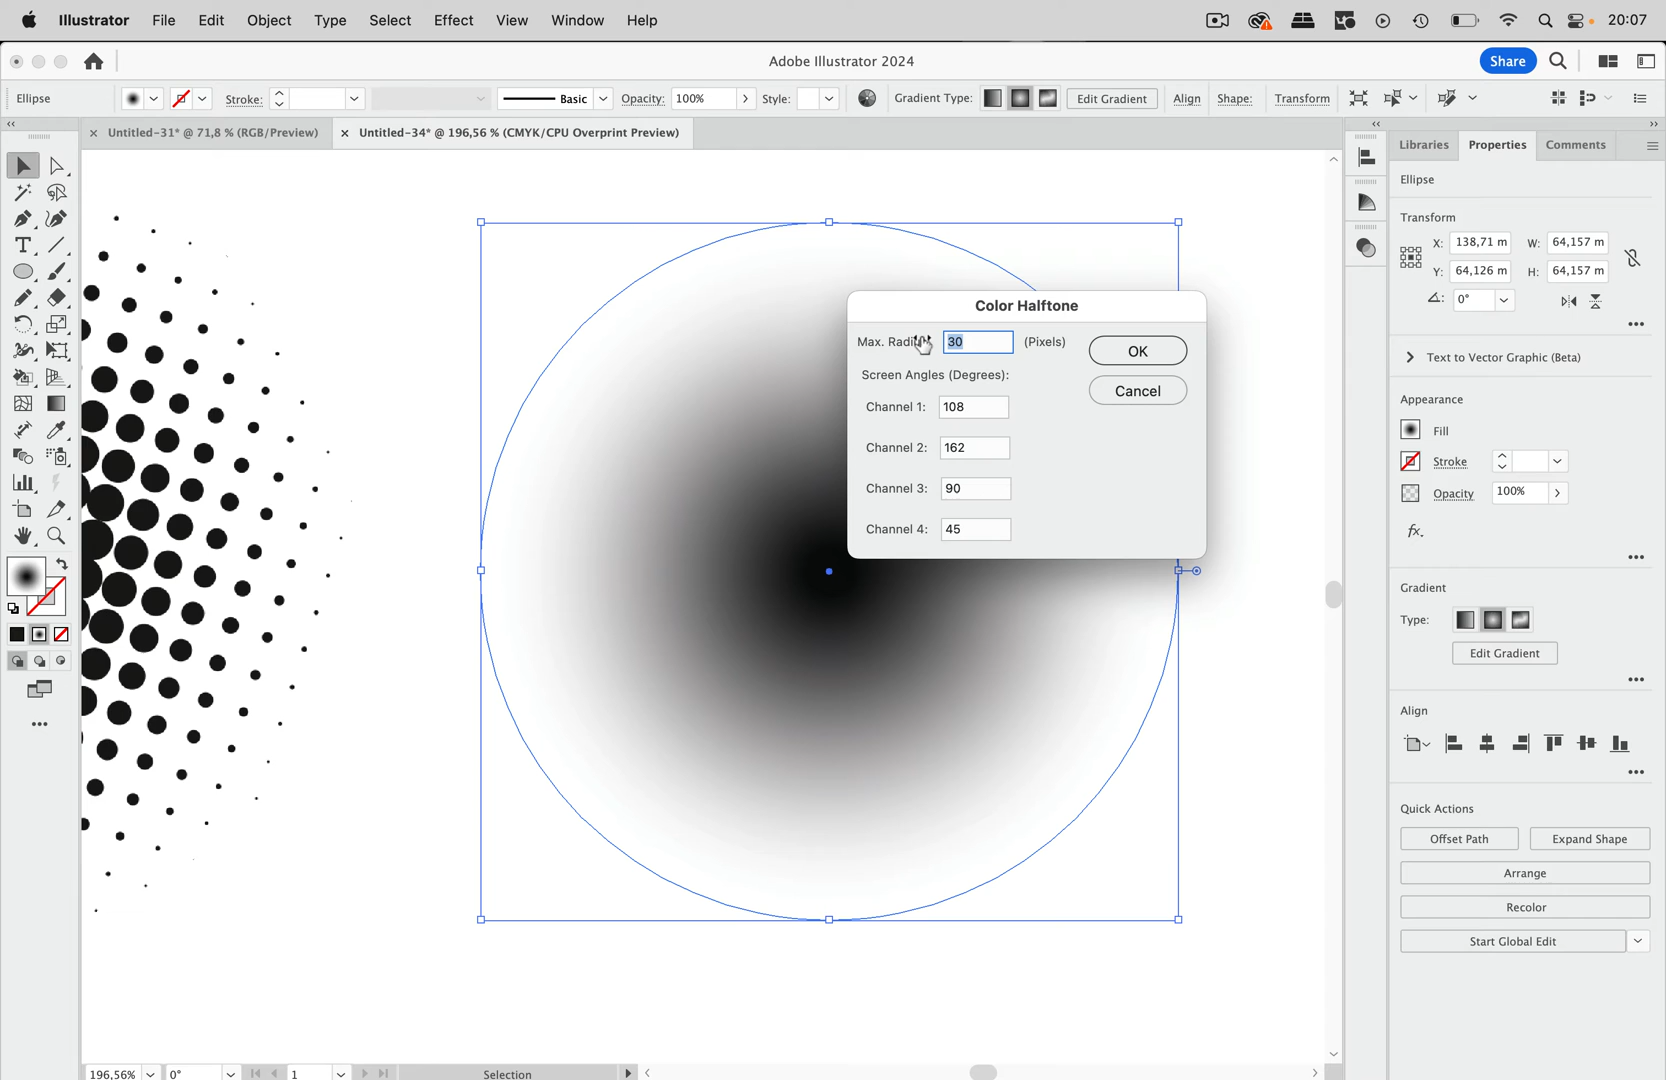 Illustrator File Edit Object Type Select Effect View Window Help 20:07
Adobe Illustrator 2024
Share
Ellipse Stroke: Basic Opacity: 100% Style: Gradient Type: Edit Gradient Align Shape: Transform
Untitled-31* @ 71,8 % (RGB/Preview) Untitled-34* @ 196,56 % (CMYK/CPU Overprint Preview)
Libraries Properties Comments
Ellipse
Transform
X: 138,71 m W: 64,157 m
Y: 64,126 m H: 64,157 m
0°
Text to Vector Graphic (Beta)
Appearance
Fill
Stroke
Opacity 100%
fx.
Gradient
Type:
Edit Gradient
Align
Quick Actions
Offset Path Expand Shape
Arrange
Recolor
Start Global Edit
Color Halftone
Max. Radius: 30 (Pixels)
Screen Angles (Degrees):
Channel 1: 108
Channel 2: 162
Channel 3: 90
Channel 4: 45
OK
Cancel
196,56% 0° 1 Selection